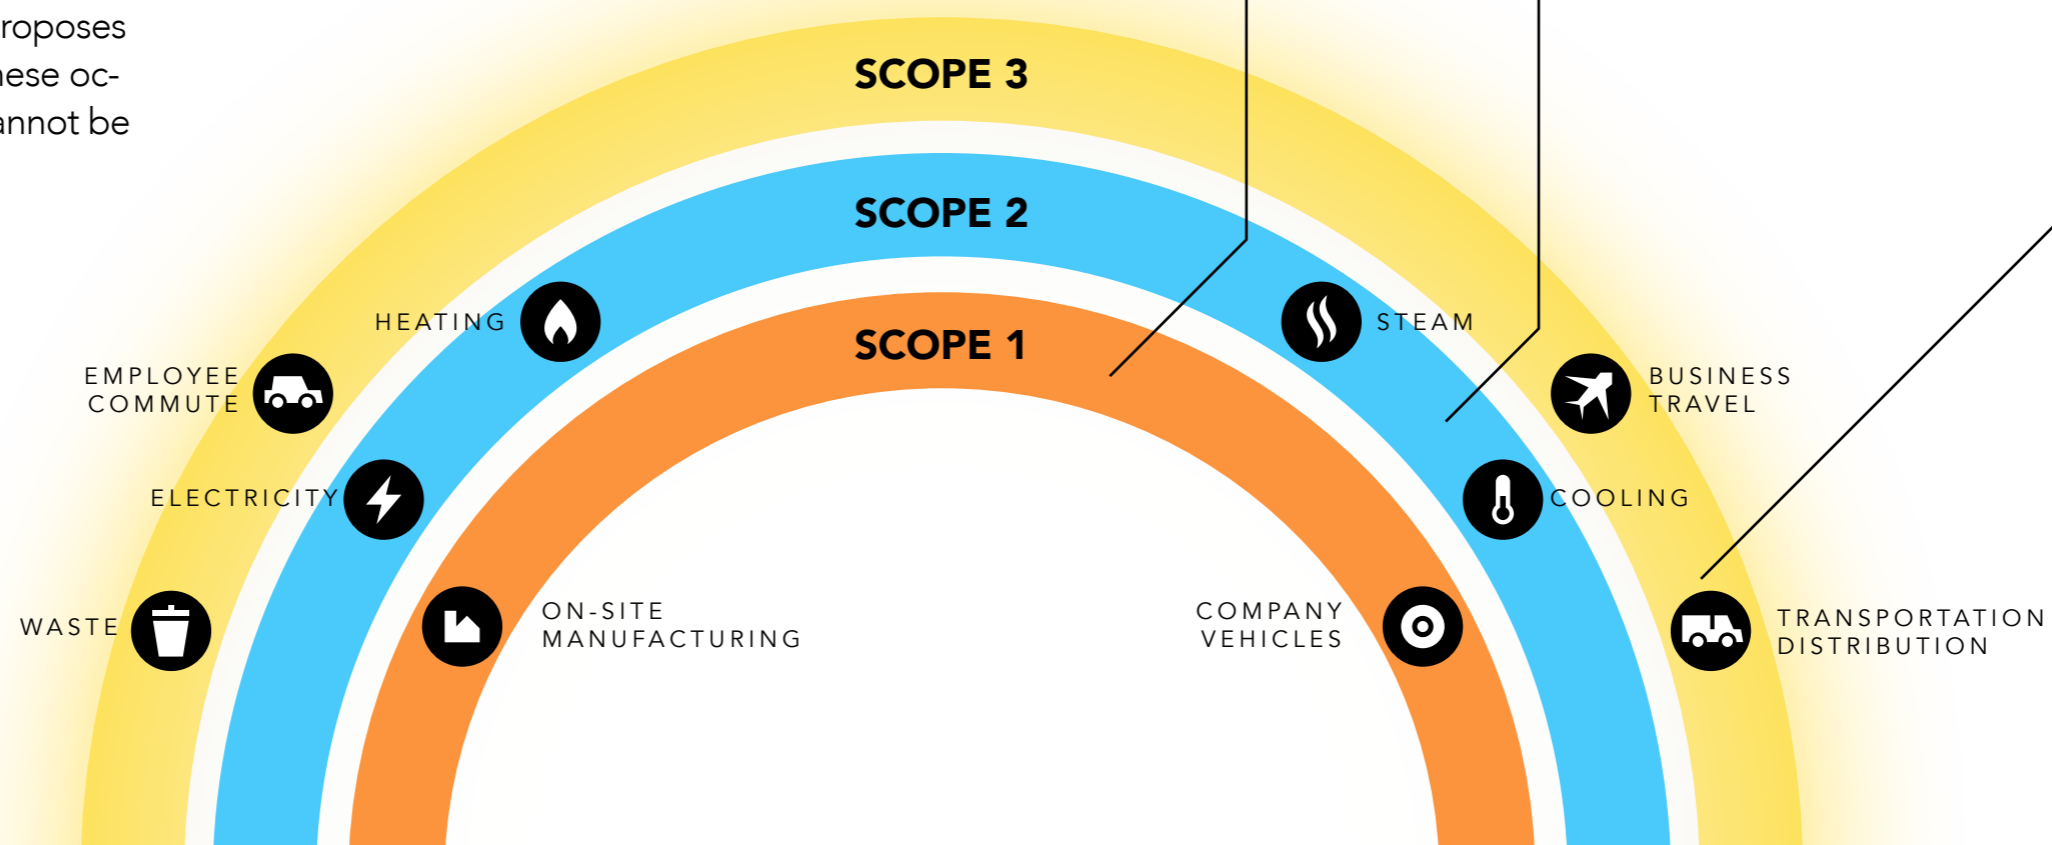 roposes
hese oc-
annot be
SCOPE 3
SCOPE 2
SCOPE 1
HEATING
STEAM
EMPLOYEE
COMMUTE
BUSINESS
TRAVEL
ELECTRICITY
COOLING
WASTE
ON-SITE
MANUFACTURING
COMPANY
VEHICLES
TRANSPORTATION
DISTRIBUTION